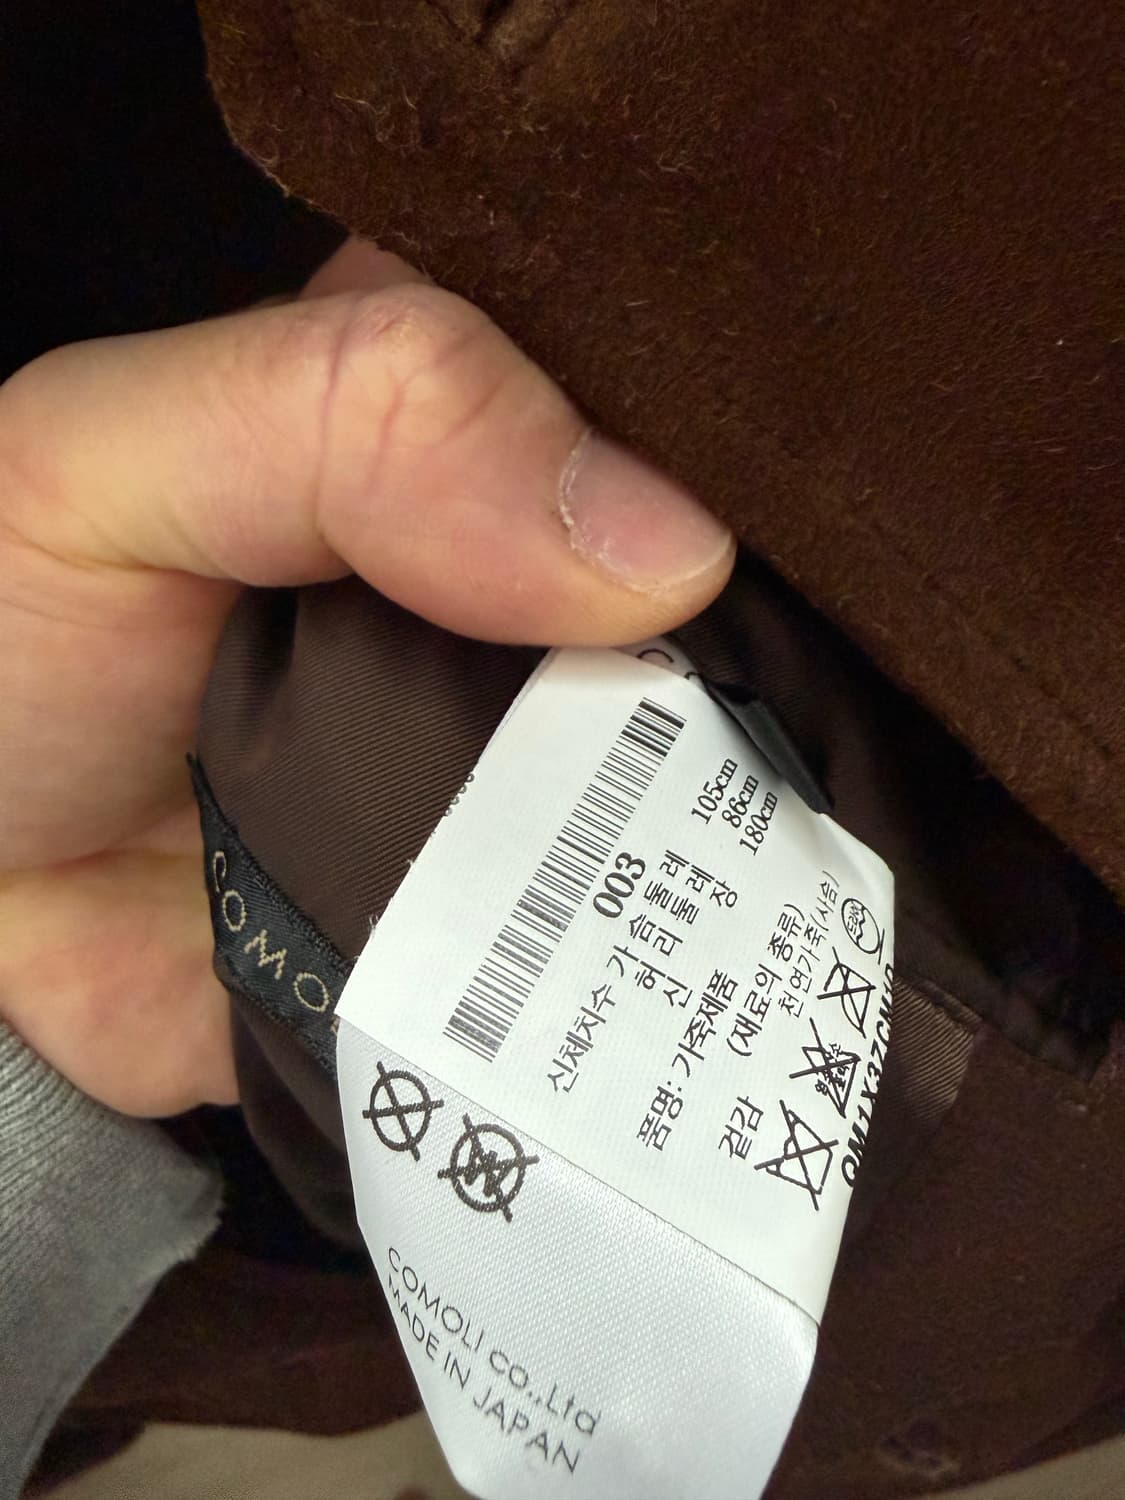 COMO
003
신체치수 가슴둘레 105cm
허리둘레 86cm
신장 180cm
품명: 가죽제품
(재료의 종류)
겉감 천연가죽(사슴)
COMOLI co.,Ltd
MADE IN JAPAN